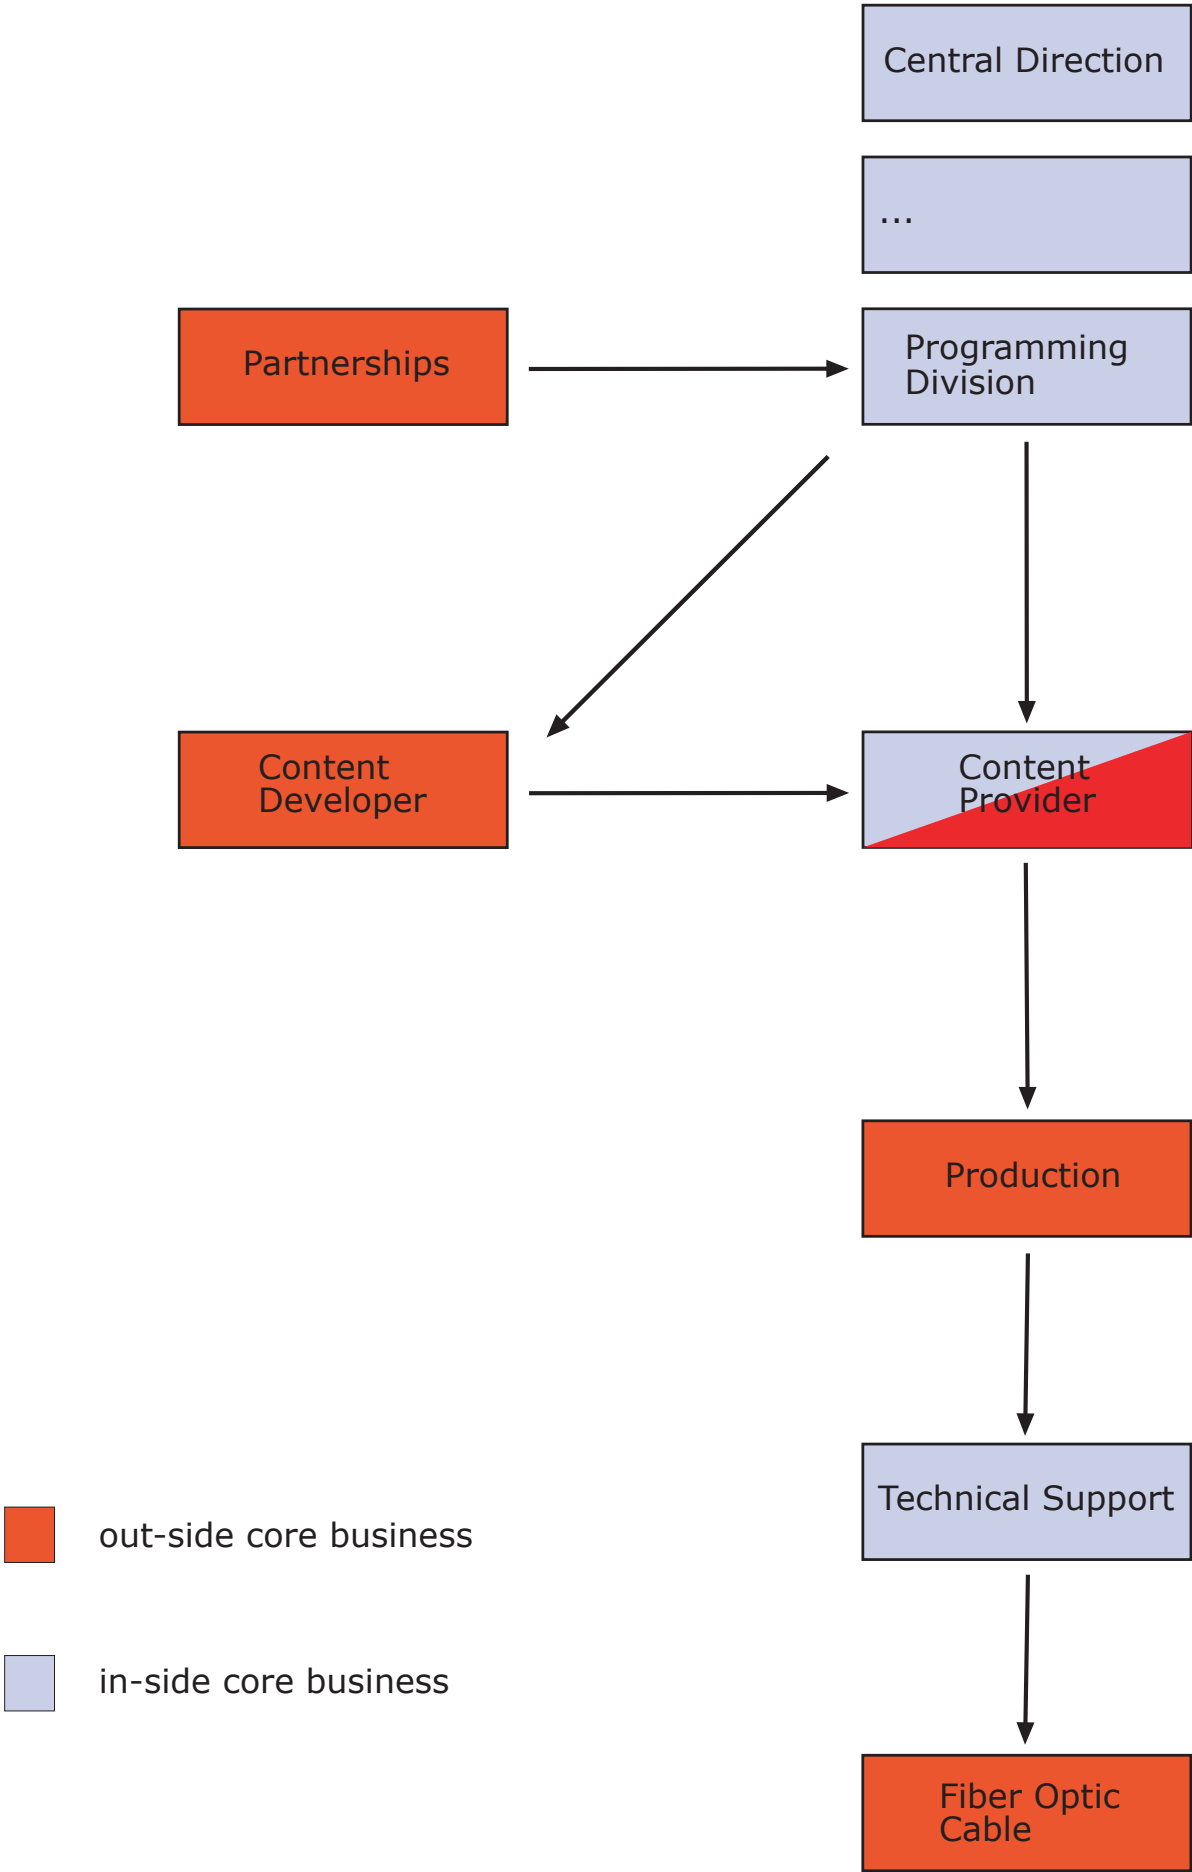 Central Direction
...
Partnerships
Programming
Division
Content
Developer
Content
Provider
Production
Technical Support
out-side core business
in-side core business
Fiber Optic
Cable